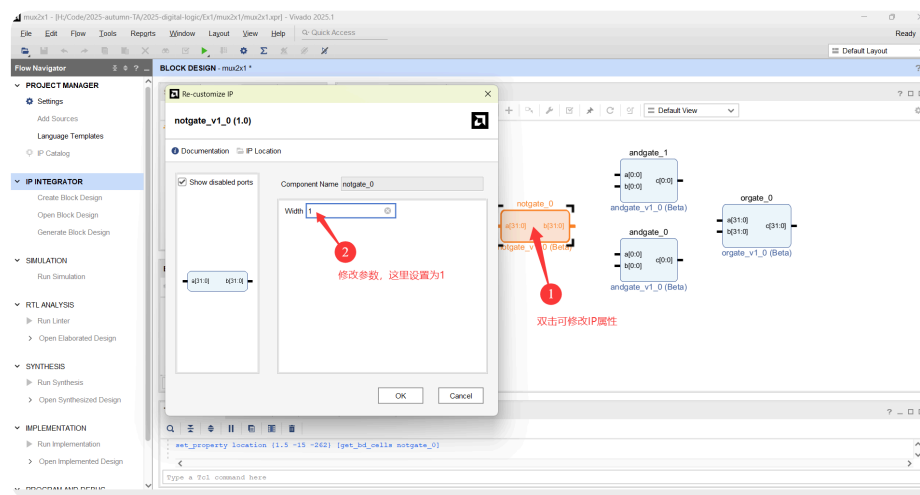 mux2x1 - [H:/Code/2025-autumn-TA/2025-digital-logic/Ex1/mux2x1/mux2x1.xpr] - Vivado 2025.1
File Edit Flow Tools Reports Window Layout View Help Quick Access Ready
Default Layout
Flow Navigator
BLOCK DESIGN - mux2x1 *
PROJECT MANAGER
Settings
Add Sources
Language Templates
IP Catalog
IP INTEGRATOR
Create Block Design
Open Block Design
Generate Block Design
SIMULATION
Run Simulation
RTL ANALYSIS
Run Linter
Open Elaborated Design
SYNTHESIS
Run Synthesis
Open Synthesized Design
IMPLEMENTATION
Run Implementation
Open Implemented Design
PROGRAM AND DEBUG
Re-customize IP
notgate_v1_0 (1.0)
Documentation IP Location
Show disabled ports
Component Name notgate_0
Width 1
a[31:0] b[31:0]
2
修改参数,这里设置为1
OK Cancel
Default View
notgate_0
a[31:0] b[31:0]
notgate_v1_0 (Beta)
1
双击可修改IP属性
andgate_1
a[0:0]
b[0:0]
c[0:0]
andgate_v1_0 (Beta)
andgate_0
a[0:0]
b[0:0]
c[0:0]
andgate_v1_0 (Beta)
orgate_0
a[31:0]
b[31:0]
c[31:0]
orgate_v1_0 (Beta)
set_property location {1.5 -15 -262} [get_bd_cells notgate_0]
Type a Tcl command here